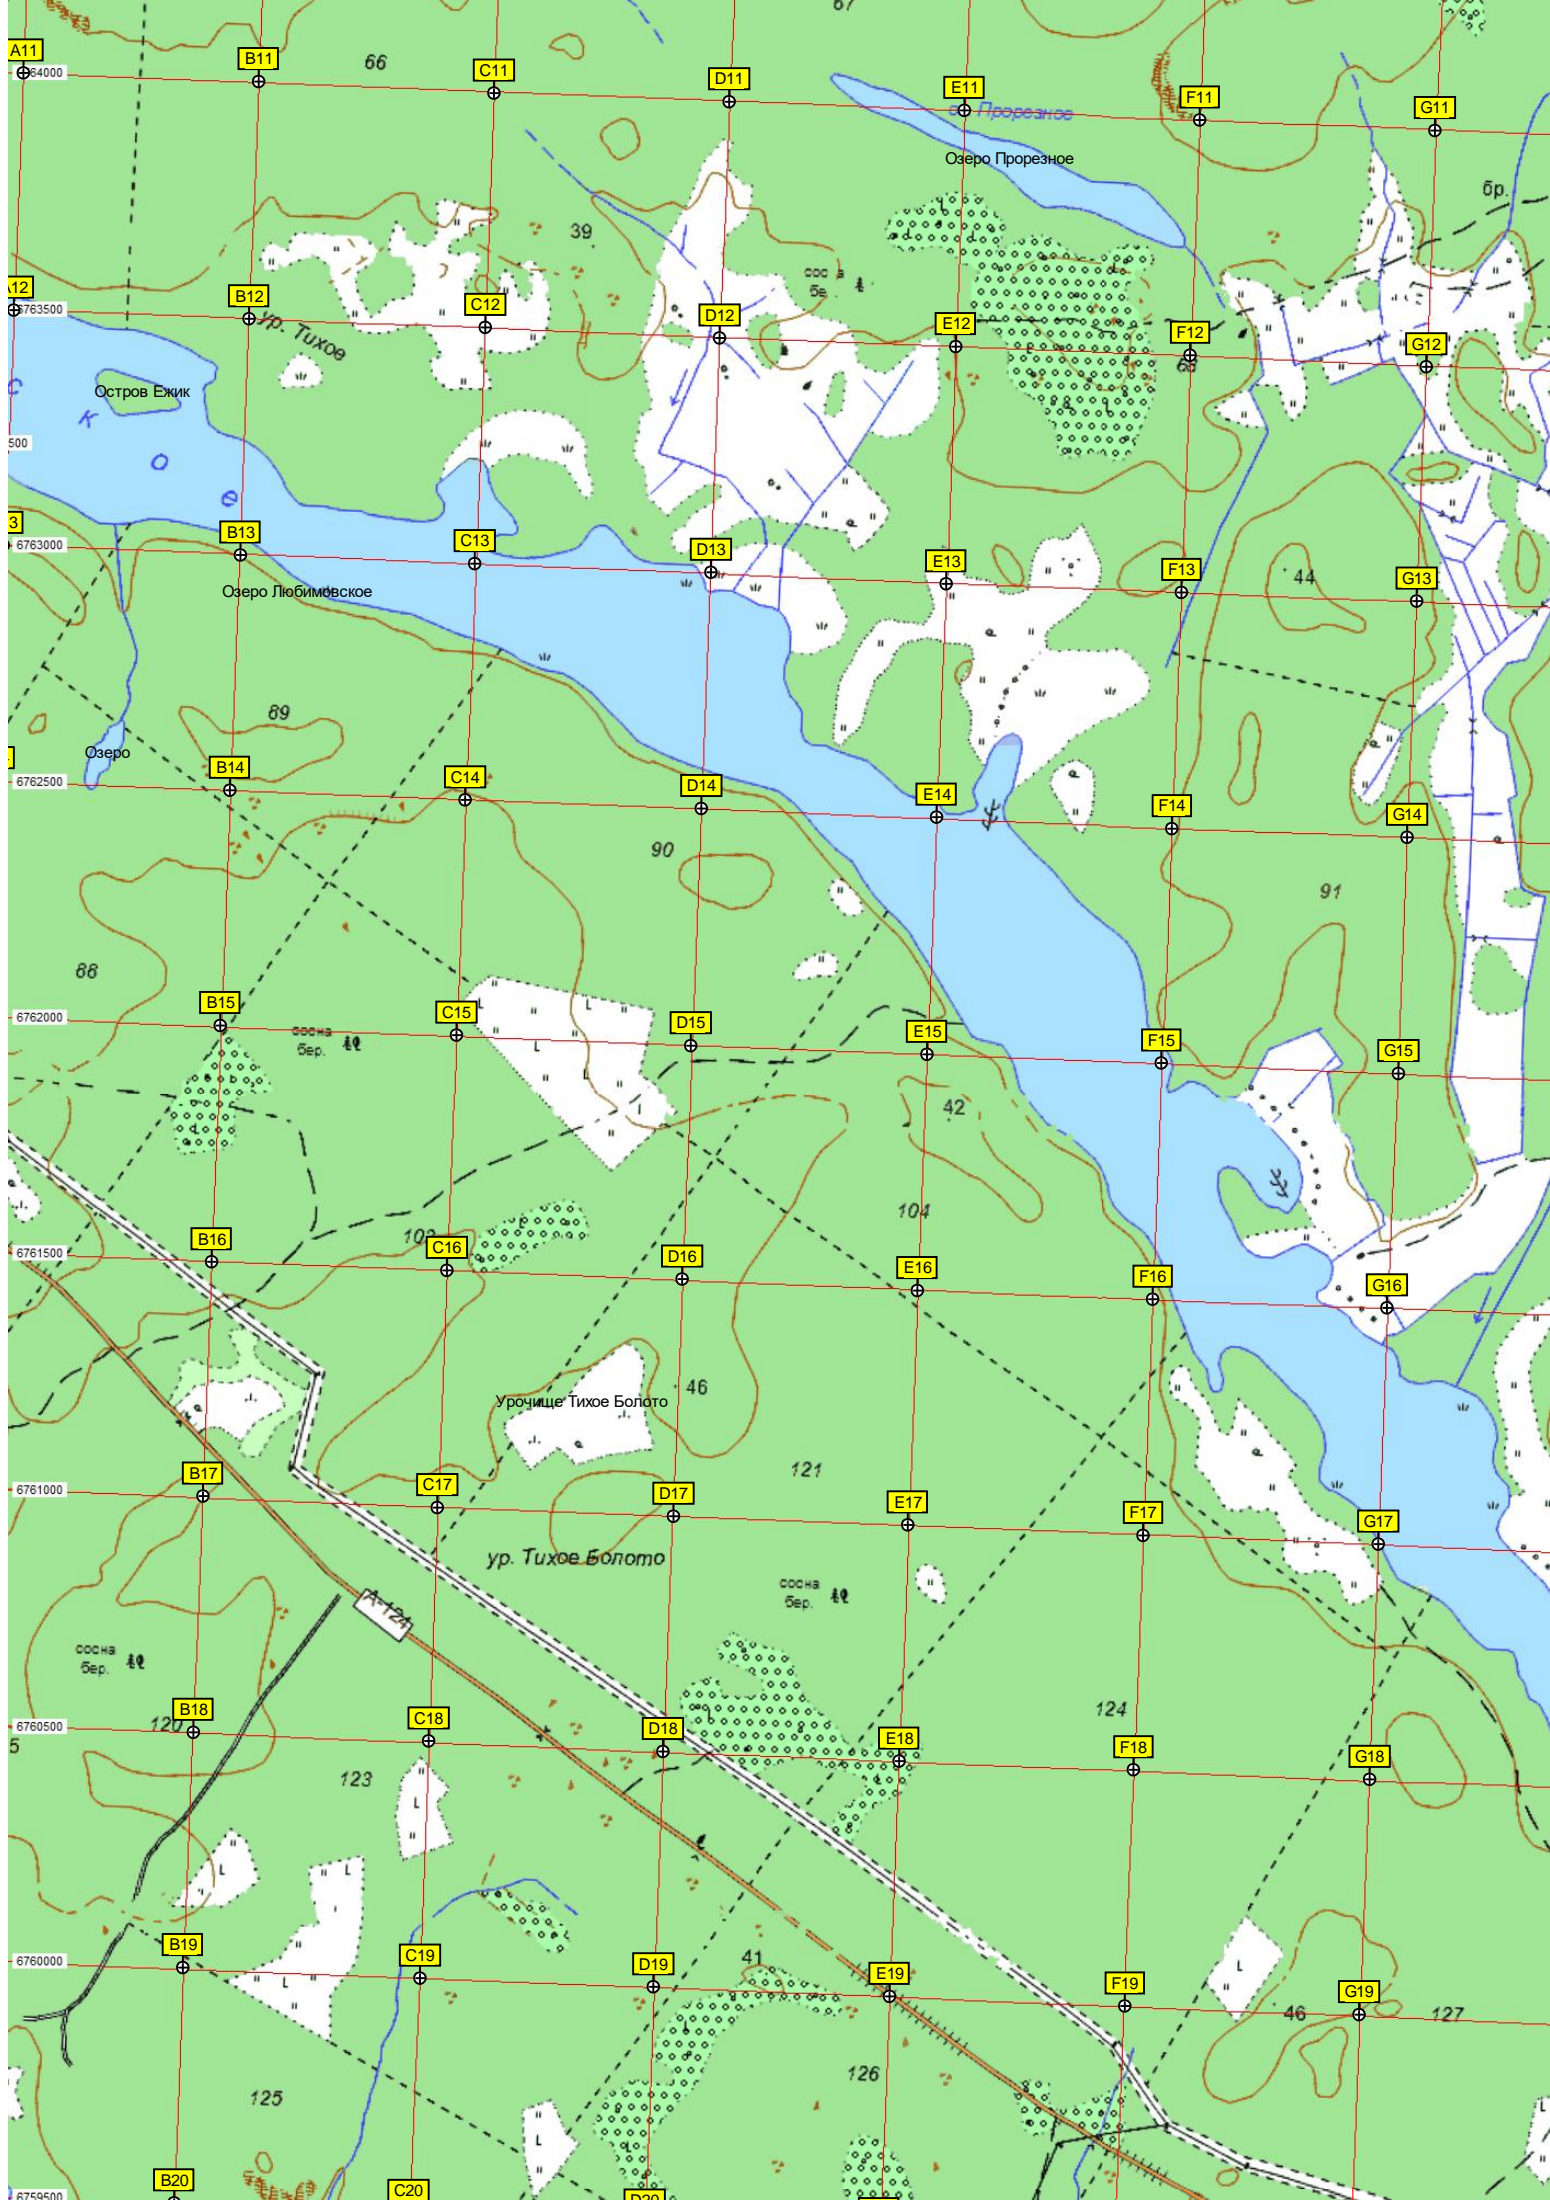 67
A11
64000
B11
66
C11
D11
E11
F11
G11
Прорезное
Озеро Прорезное
бр.
39
12
6763500
B12
ур. Тихое
C12
D12
E12
F12
G12
Остров Ежик
С
К
О
500
3
6763000
B13
C13
D13
E13
F13
44
G13
Озеро Любимовское
89
Озеро
6762500
B14
C14
D14
E14
F14
G14
90
91
88
6762000
B15
C15
D15
E15
F15
G15
сосна
бер.
42
104
6761500
B16
C16
D16
E16
F16
G16
Урочище Тихое Болото
46
121
6761000
B17
C17
D17
E17
F17
G17
ур. Тихое Болото
сосна
бер.
А-124
сосна
бер.
124
6760500
120
B18
C18
D18
E18
F18
G18
5
123
6760000
B19
C19
D19
41
E19
F19
46
G19
127
126
125
6759500
B20
C20
D20